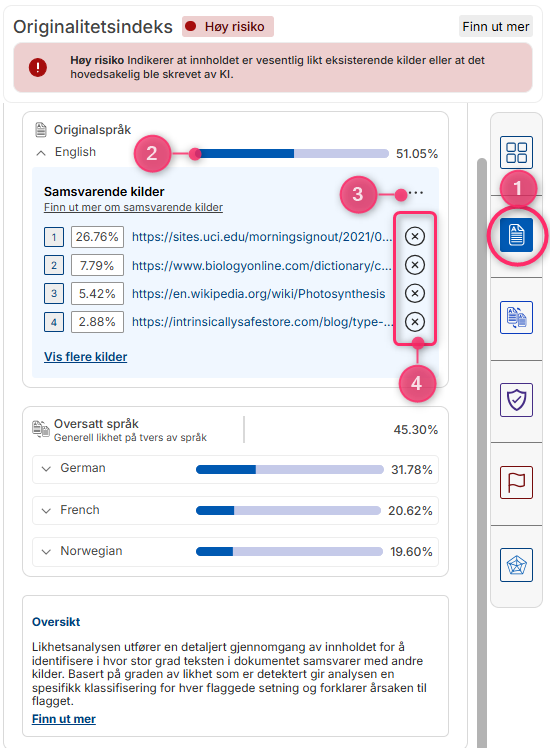 Originalitetsindeks
Høy risiko
Finn ut mer
Høy risiko Indikerer at innholdet er vesentlig likt eksisterende kilder eller at det
hovedsakelig ble skrevet av KI.
Originalspråk
English
2
51.05%
1
Samsvarende kilder
3
Finn ut mer om samsvarende kilder
1 26.76% https://sites.uci.edu/morningsignout/2021/0...
2 7.79% https://www.biologyonline.com/dictionary/c...
3 5.42% https://en.wikipedia.org/wiki/Photosynthesis
4 2.88% https://intrinsicallysafestore.com/blog/type-...
Vis flere kilder
4
Oversatt språk
Generell likhet på tvers av språk
45.30%
German 31.78%
French 20.62%
Norwegian 19.60%
Oversikt
Likhetsanalysen utfører en detaljert gjennomgang av innholdet for å
identifisere i hvor stor grad teksten i dokumentet samsvarer med andre
kilder. Basert på graden av likhet som er detektert gir analysen en
spesifikk klassifisering for hver flaggede setning og forklarer årsaken til
flagget.
Finn ut mer